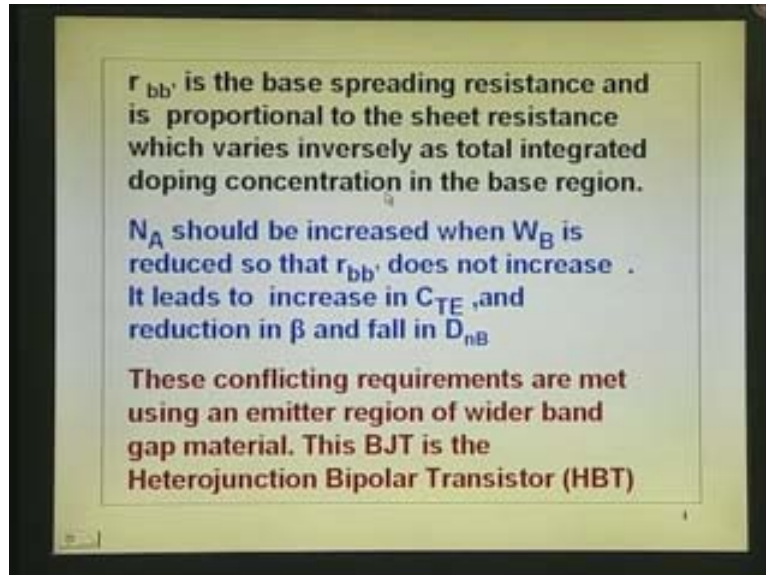 r bb' is the base spreading resistance and
is proportional to the sheet resistance
which varies inversely as total integrated
doping concentration in the base region.
NA should be increased when WB is
reduced so that rbb' does not increase .
It leads to increase in CTE ,and
reduction in β and fall in DnB
These conflicting requirements are met
using an emitter region of wider band
gap material. This BJT is the
Heterojunction Bipolar Transistor (HBT)